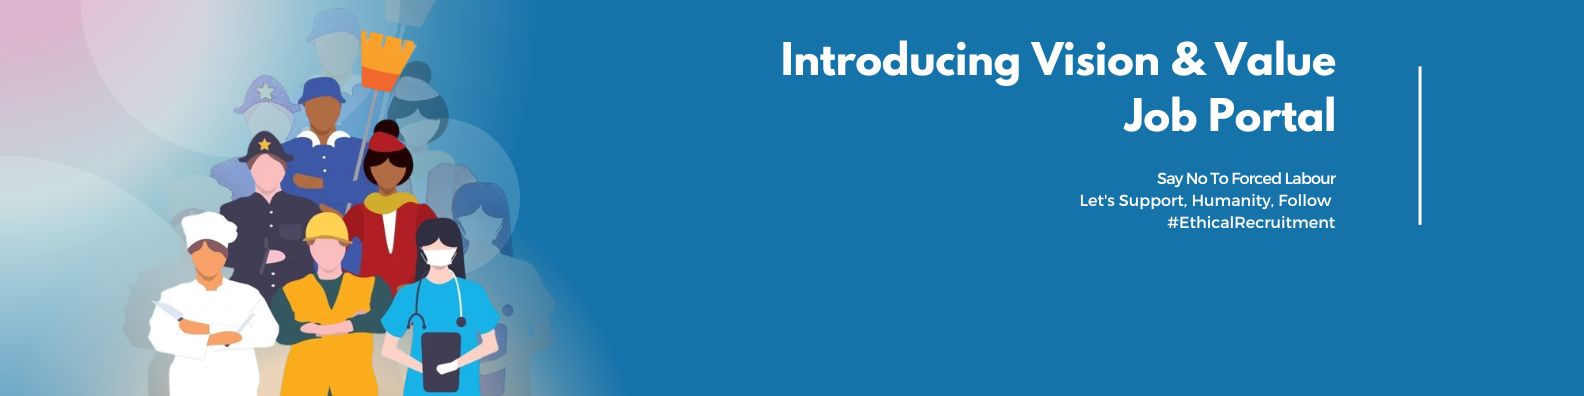 Introducing Vision & Value
Job Portal
Say No To Forced Labour
Let's Support, Humanity, Follow
#EthicalRecruitment